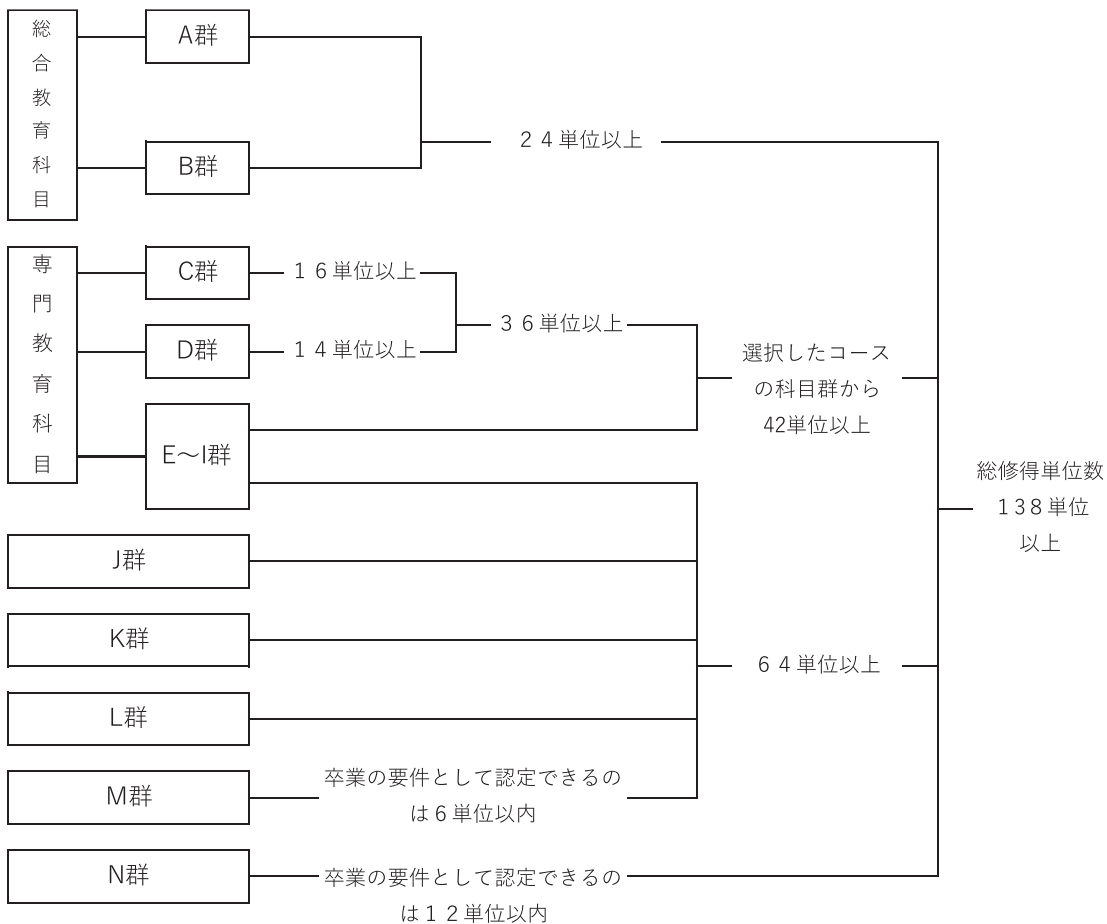 総合教育科目
A群
B群
２４単位以上
専門教育科目
C群
１６単位以上
D群
１４単位以上
３６単位以上
E～I群
選択したコース
の科目群から
42単位以上
J群
K群
L群
M群
卒業の要件として認定できるの
は６単位以内
６４単位以上
N群
卒業の要件として認定できるの
は１２単位以内
総修得単位数
138単位
以上